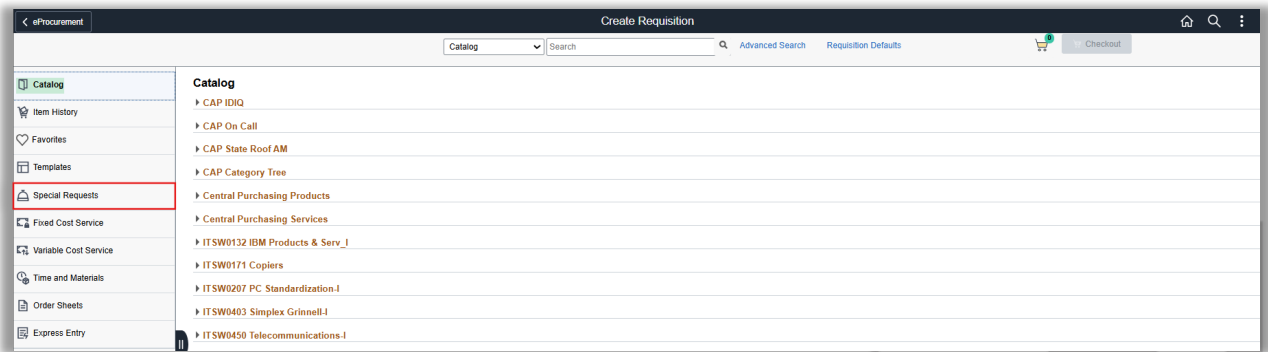 eProcurement
Create Requisition
Catalog
Search
Advanced Search
Requisition Defaults
0
Checkout
Catalog
Item History
Favorites
Templates
Special Requests
Fixed Cost Service
Variable Cost Service
Time and Materials
Order Sheets
Express Entry
Catalog
CAP IDIQ
CAP On Call
CAP State Roof AM
CAP Category Tree
Central Purchasing Products
Central Purchasing Services
ITSW0132 IBM Products & Serv_I
ITSW0171 Copiers
ITSW0207 PC Standardization-I
ITSW0403 Simplex Grinnell-I
ITSW0450 Telecommunications-I